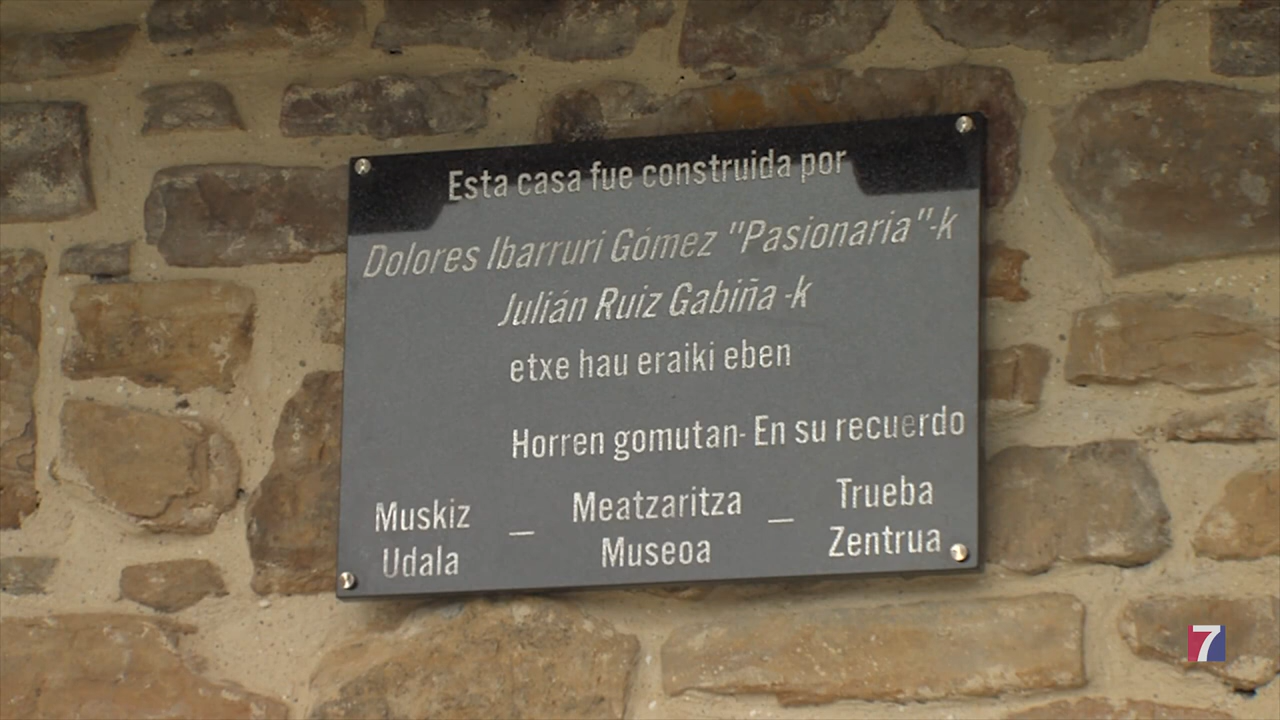 Esta casa fue construida por
Dolores Ibarruri Gómez "Pasionaria"-k
Julián Ruiz Gabiña -k
etxe hau eraiki eben
Horren gomutan- En su recuerdo
Muskiz
Udala
—
Meatzaritza
Museoa
—
Trueba
Zentrua
7